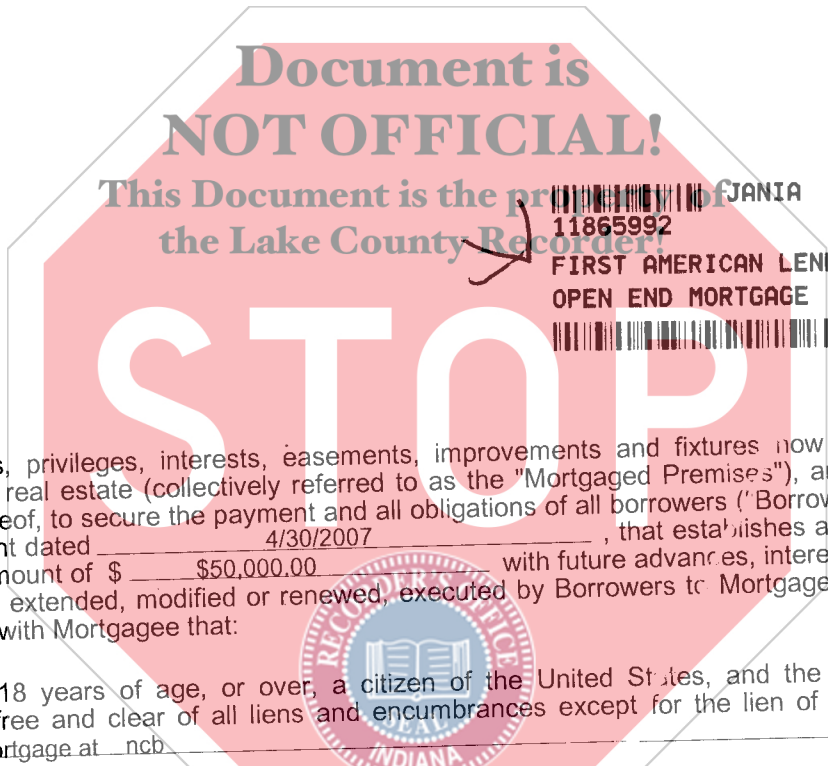 Document is
NOT OFFICIAL!
This Document is the property of
the Lake County Recorder!
JANIA
11865992
FIRST AMERICAN LEN
OPEN END MORTGAGE
STOP
s, privileges, interests, easements, improvements and fixtures now
real estate (collectively referred to as the "Mortgaged Premises"), a
eof, to secure the payment and all obligations of all borrowers ("Borrow
nt dated 4/30/2007 , that establishes a
mount of $ $50,000.00 with future advances, intere
extended, modified or renewed, executed by Borrowers to Mortgage
with Mortgagee that:
18 years of age, or over, a citizen of the United States, and the
free and clear of all liens and encumbrances except for the lien of
ortgage at ncb
RECORDER'S OFFICE
SEAL
INDIANA